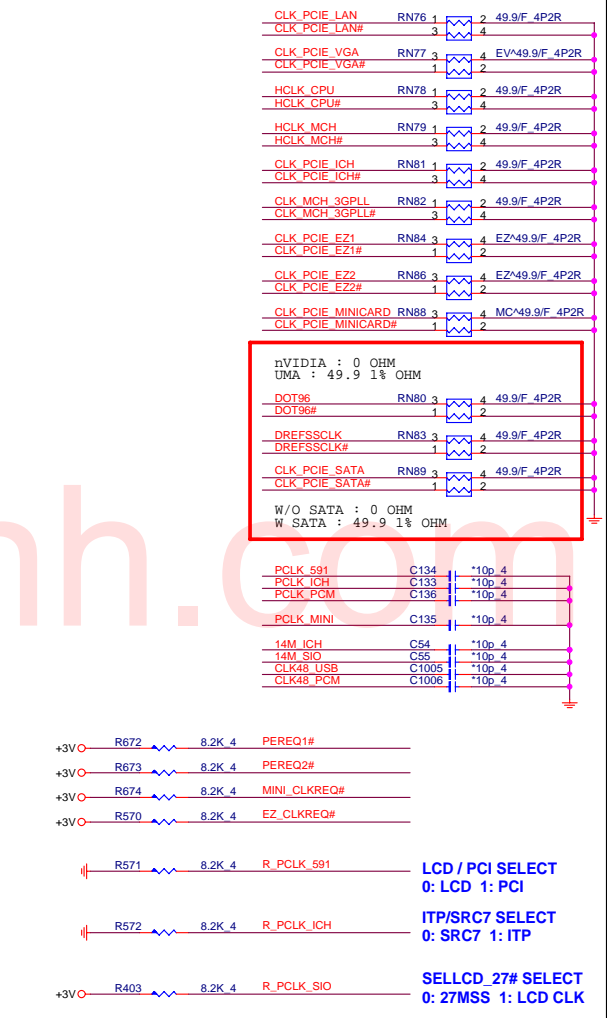 CLK_PCIE_LAN RN76 1 2 49.9/F_4P2R
CLK_PCIE_LAN# 3 4
CLK_PCIE_VGA RN77 3 4 EV^49.9/F_4P2R
CLK_PCIE_VGA# 1 2
HCLK_CPU RN78 1 2 49.9/F_4P2R
HCLK_CPU# 3 4
HCLK_MCH RN79 1 2 49.9/F_4P2R
HCLK_MCH# 3 4
CLK_PCIE_ICH RN81 1 2 49.9/F_4P2R
CLK_PCIE_ICH# 3 4
CLK_MCH_3GPLL RN82 1 2 49.9/F_4P2R
CLK_MCH_3GPLL# 3 4
CLK_PCIE_EZ1 RN84 3 4 EZ^49.9/F_4P2R
CLK_PCIE_EZ1# 1 2
CLK_PCIE_EZ2 RN86 3 4 EZ^49.9/F_4P2R
CLK_PCIE_EZ2# 1 2
CLK_PCIE_MINICARD RN88 3 4 MC^49.9/F_4P2R
CLK_PCIE_MINICARD# 1 2
nVIDIA : 0 OHM
UMA : 49.9 1% OHM
DOT96 RN80 3 4 49.9/F_4P2R
DOT96# 1 2
DREFSSCLK RN83 3 4 49.9/F_4P2R
DREFSSCLK# 1 2
CLK_PCIE_SATA RN89 3 4 49.9/F_4P2R
CLK_PCIE_SATA# 1 2
W/O SATA : 0 OHM
W SATA : 49.9 1% OHM
nh.com
PCLK_591 C134 *10p_4
PCLK_ICH C133 *10p_4
PCLK_PCM C136 *10p_4
PCLK_MINI C135 *10p_4
14M_ICH C54 *10p_4
14M_SIO C55 *10p_4
CLK48_USB C1005 *10p_4
CLK48_PCM C1006 *10p_4
+3V R672 8.2K_4 PEREQ1#
+3V R673 8.2K_4 PEREQ2#
+3V R674 8.2K_4 MINI_CLKREQ#
+3V R570 8.2K_4 EZ_CLKREQ#
R571 8.2K_4 R_PCLK_591
LCD / PCI SELECT
0: LCD 1: PCI
R572 8.2K_4 R_PCLK_ICH
ITP/SRC7 SELECT
0: SRC7 1: ITP
+3V R403 8.2K_4 R_PCLK_SIO
SELLCD_27# SELECT
0: 27MSS 1: LCD CLK